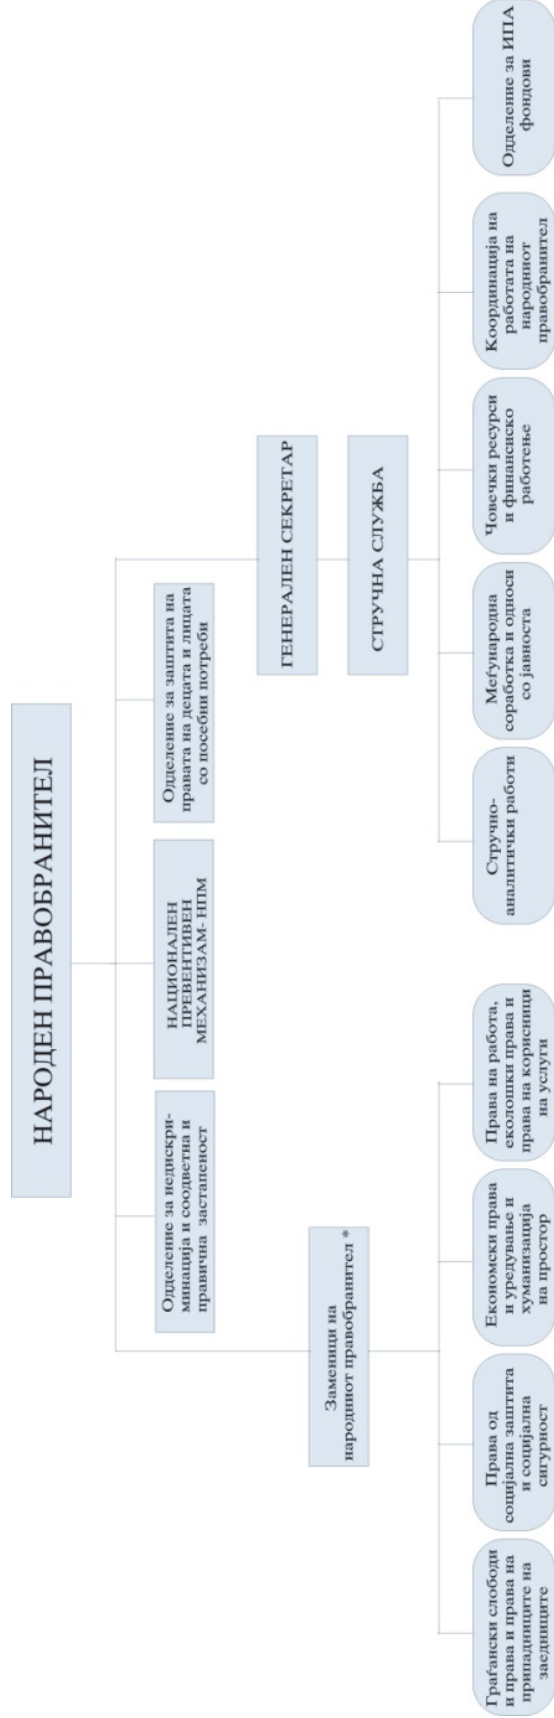 НАРОДЕН ПРАВОБРАНИТЕЛ
Одделение за недискри-
минација и соодветна и
правична застапеност
НАЦИОНАЛЕН
ПРЕВЕНТИВЕН
МЕХАНИЗАМ- НПМ
Одделение за заштита на
правата на децата и лицата
со посебни потреби
Заменици на
народниот правобранител *
ГЕНЕРАЛЕН СЕКРЕТАР
СТРУЧНА СЛУЖБА
Граѓански слободи
и права и права на
припадниците на
заедниците
Права од
социјална заштита
и социјална
сигурност
Економски права
и уредување и
хуманизација
на простор
Права на работа,
еколошки права и
права на корисници
на услуги
Стручно-
аналитички работи
Меѓународна
соработка и односи
со јавноста
Човечки ресурси
и финансиско
работење
Координација на
работата на
народниот
правобранител
Одделение за ИПА
фондови